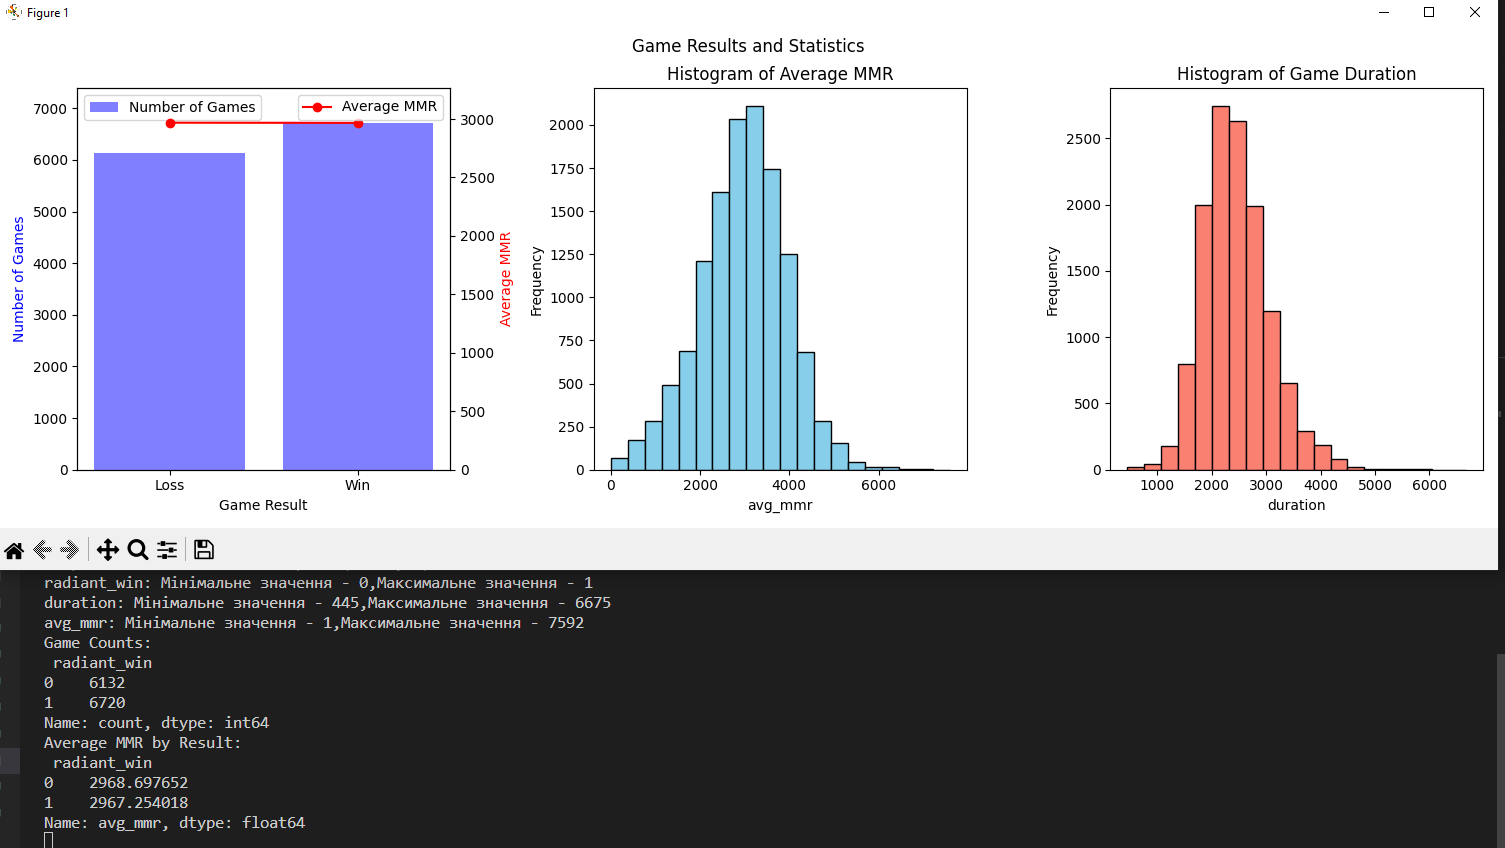 Figure 1
Game Results and Statistics
Number of Games
Average MMR
7000
6000
5000
4000
3000
2000
1000
0
Number of Games
3000
2500
2000
1500
1000
500
0
Average MMR
Loss
Win
Game Result
Histogram of Average MMR
2000
1750
1500
1250
1000
750
500
250
0
Frequency
0
2000
4000
6000
avg_mmr
Histogram of Game Duration
2500
2000
1500
1000
500
0
Frequency
1000
2000
3000
4000
5000
6000
duration
radiant_win: Мінімальне значення - 0,Максимальне значення - 1
duration: Мінімальне значення - 445,Максимальне значення - 6675
avg_mmr: Мінімальне значення - 1,Максимальне значення - 7592
Game Counts:
radiant_win
0    6132
1    6720
Name: count, dtype: int64
Average MMR by Result:
radiant_win
0    2968.697652
1    2967.254018
Name: avg_mmr, dtype: float64